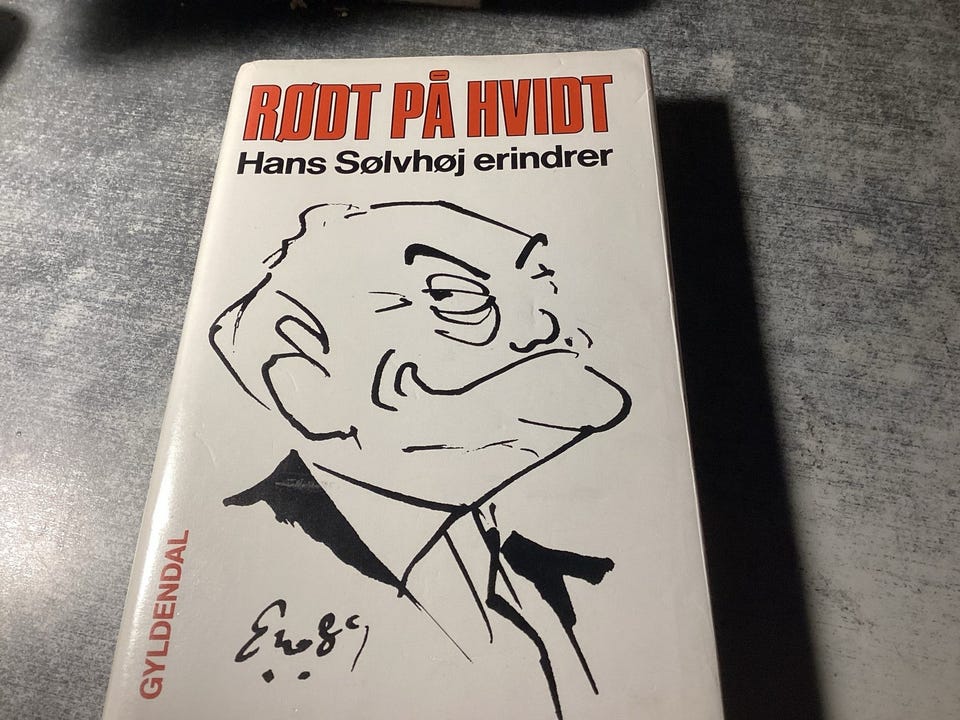 RØDT PÅ HVIDT
Hans Sølvhøj erindrer
GYLDENDAL